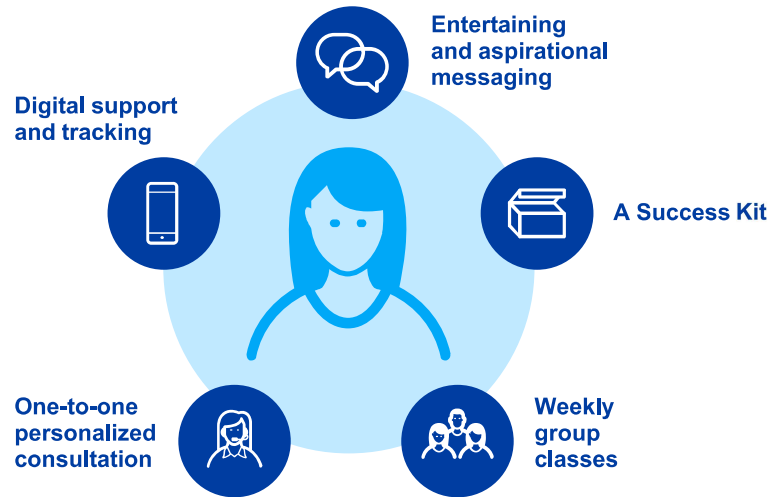 Entertaining
and aspirational
messaging
Digital support
and tracking
A Success Kit
One-to-one
personalized
consultation
Weekly
group
classes